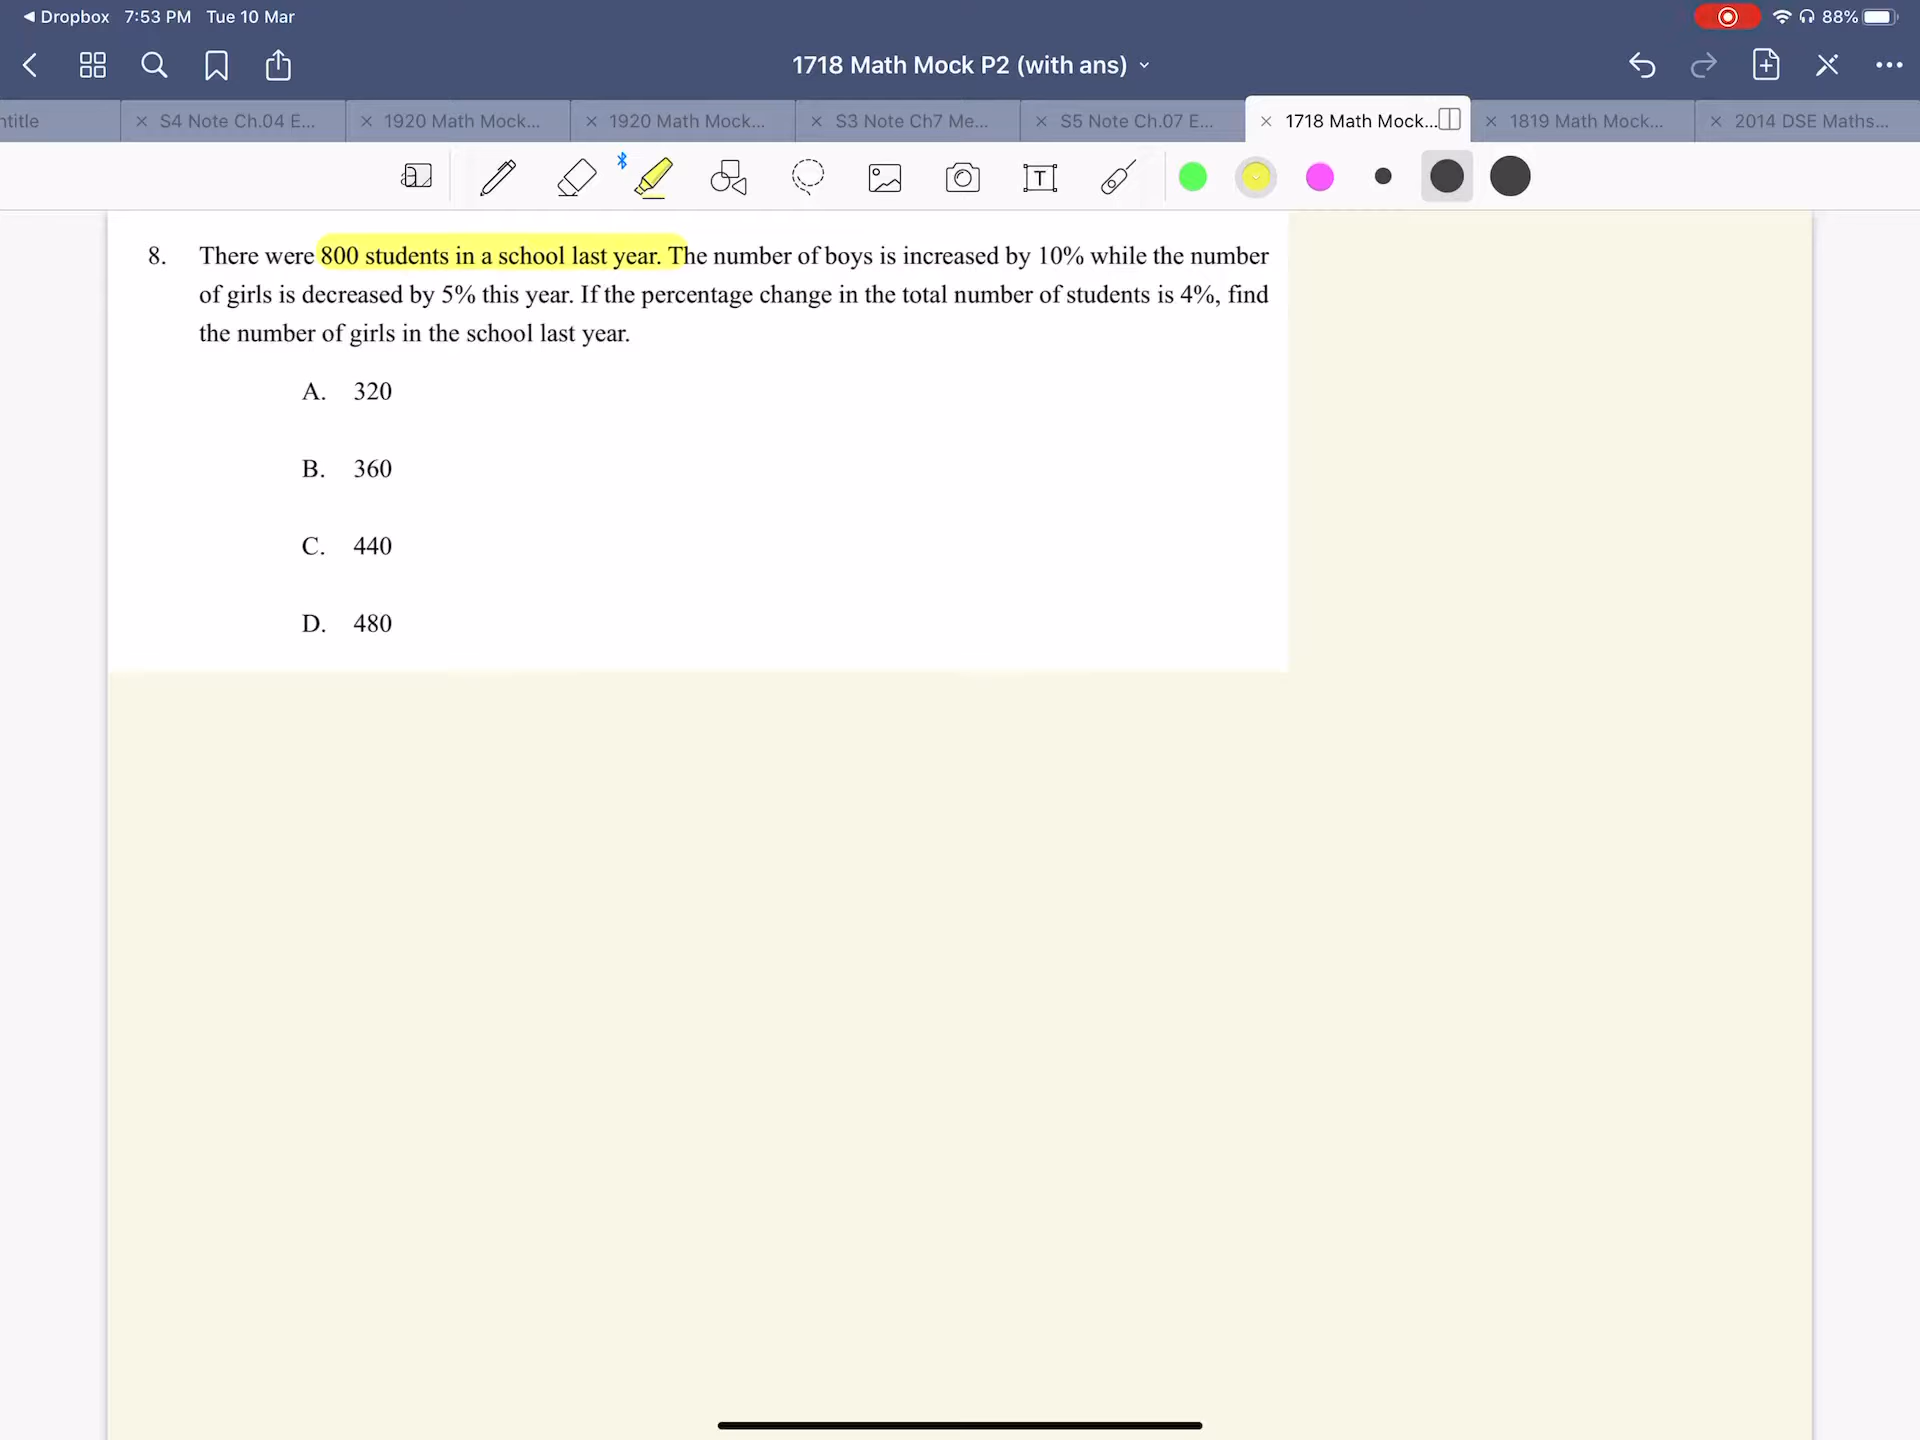 ◀ Dropbox 7:53 PM Tue 10 Mar 88%
1718 Math Mock P2 (with ans)
ntitle × S4 Note Ch.04 E... × 1920 Math Mock... × 1920 Math Mock... × S3 Note Ch7 Me... × S5 Note Ch.07 E... × 1718 Math Mock... × 1819 Math Mock... × 2014 DSE Maths...
8. There were 800 students in a school last year. The number of boys is increased by 10% while the number
of girls is decreased by 5% this year. If the percentage change in the total number of students is 4%, find
the number of girls in the school last year.
A. 320
B. 360
C. 440
D. 480